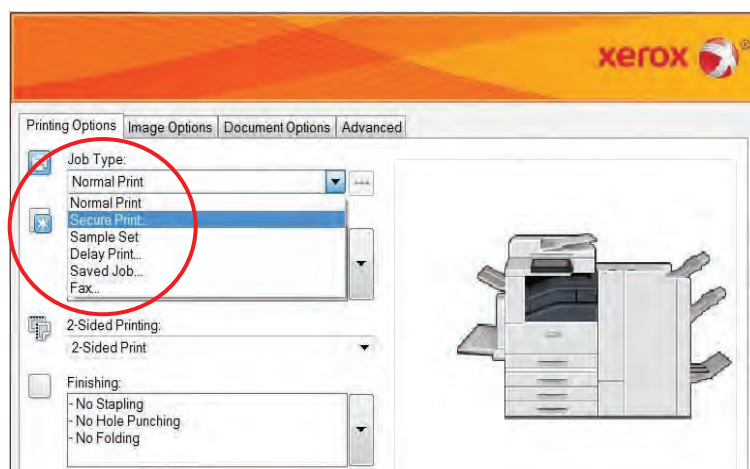 xerox ®
Printing Options Image Options Document Options Advanced
Job Type:
Normal Print
Normal Print
Secure Print...
Sample Set
Delay Print...
Saved Job...
Fax...
2-Sided Printing:
2-Sided Print
Finishing:
- No Stapling
- No Hole Punching
- No Folding